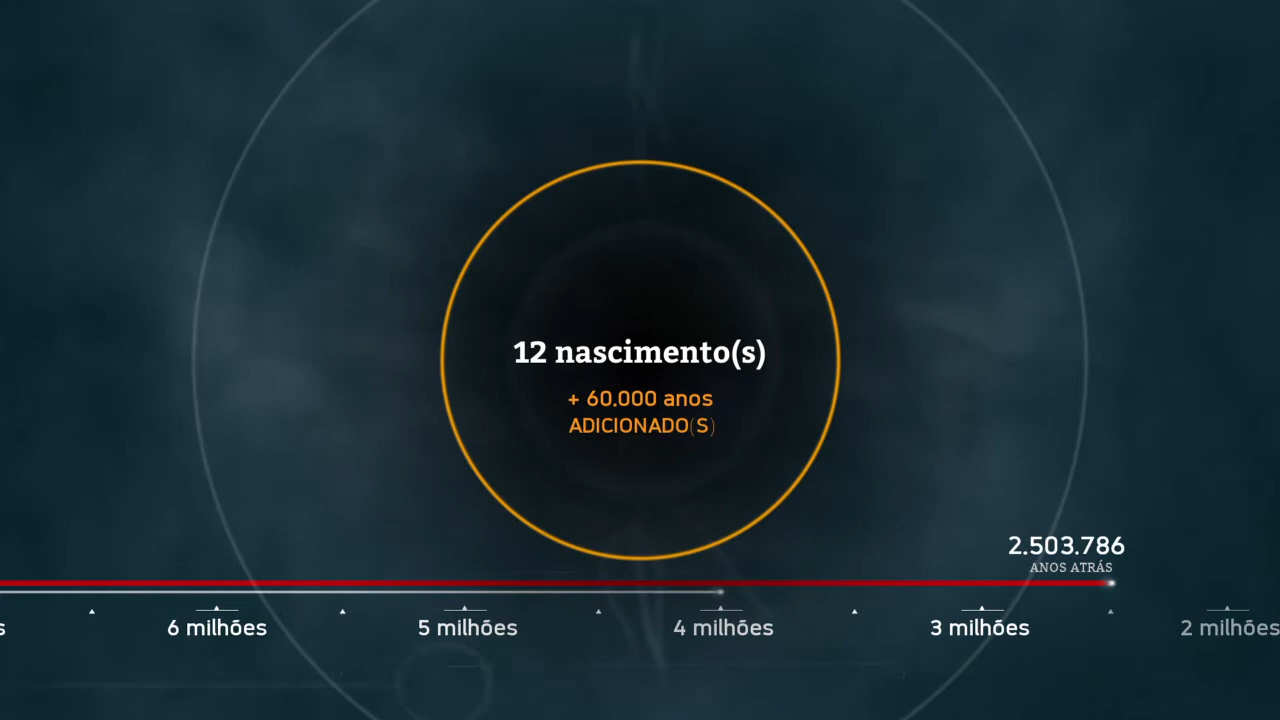 12 nascimento(s)
+ 60.000 anos
ADICIONADO(S)
2.503.786
ANOS ATRÁS
s 6 milhões 5 milhões 4 milhões 3 milhões 2 milhões